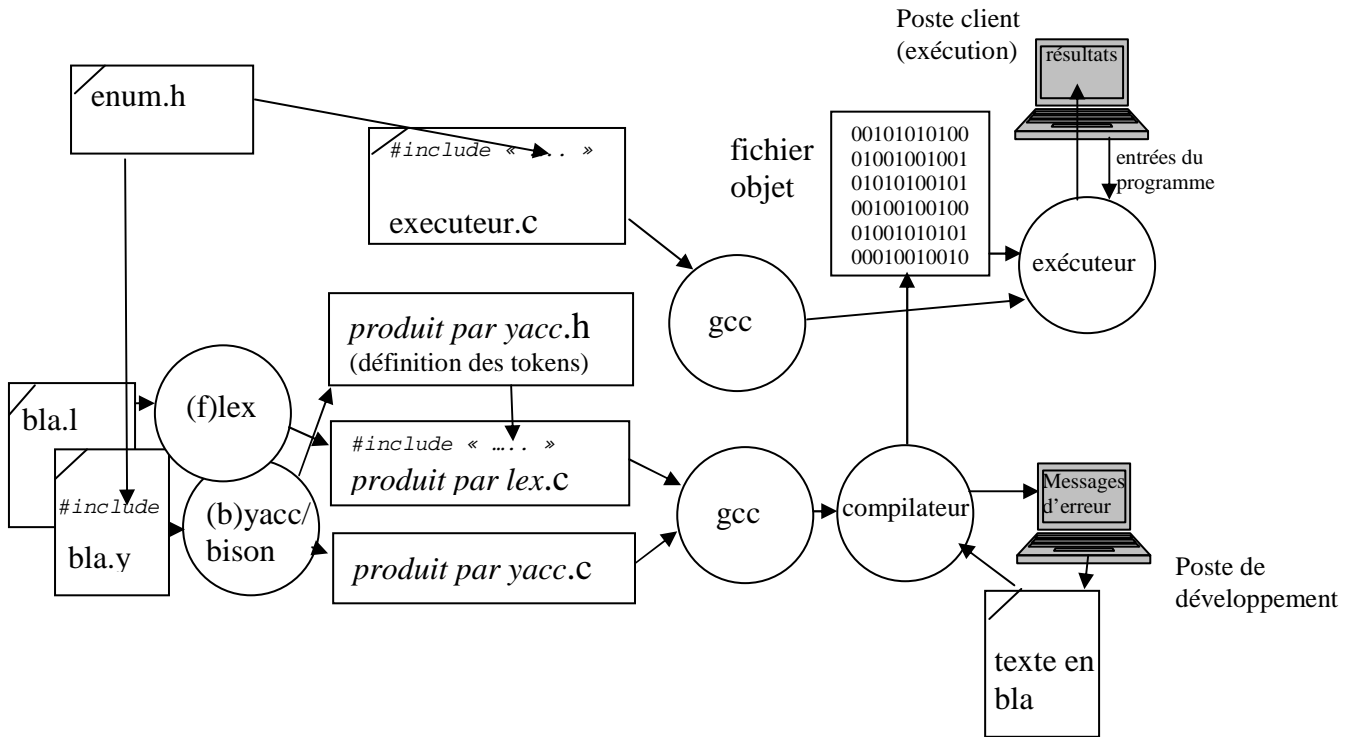 Poste client
(exécution)
résultats
enum.h
#include « …. »
executeur.c
fichier
objet
00101010100
01001001001
01010100101
00100100100
01001010101
00010010010
entrées du
programme
exécuteur
gcc
produit par yacc.h
(définition des tokens)
bla.l
(f)lex
#include « ….. »
produit par lex.c
#include
bla.y
(b)yacc/
bison
produit par yacc.c
gcc
compilateur
Messages
d’erreur
Poste de
développement
texte en
bla